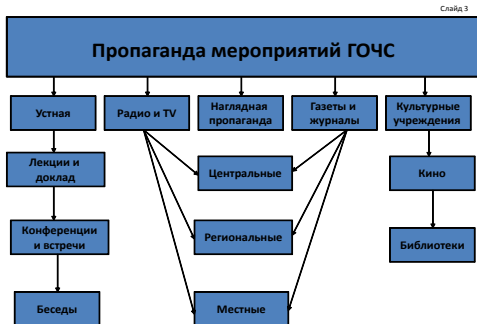 Слайд 3
Пропаганда мероприятий ГОЧС
Устная
Радио и TV
Наглядная
пропаганда
Газеты и
журналы
Культурные
учреждения
Лекции и
доклад
Центральные
Кино
Конференции
и встречи
Региональные
Библиотеки
Беседы
Местные